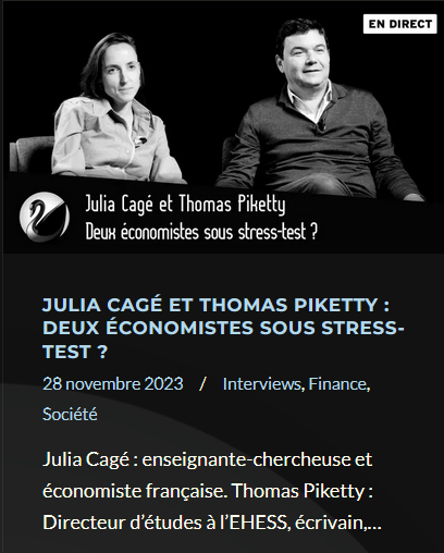 EN DIRECT
Julia Cagé et Thomas Piketty
Deux économistes sous stress-test ?
JULIA CAGÉ ET THOMAS PIKETTY :
DEUX ÉCONOMISTES SOUS STRESS-
TEST ?
28 novembre 2023 / Interviews, Finance,
Société
Julia Cagé : enseignante-chercheuse et
économiste française. Thomas Piketty :
Directeur d’études à l’EHESS, écrivain,...